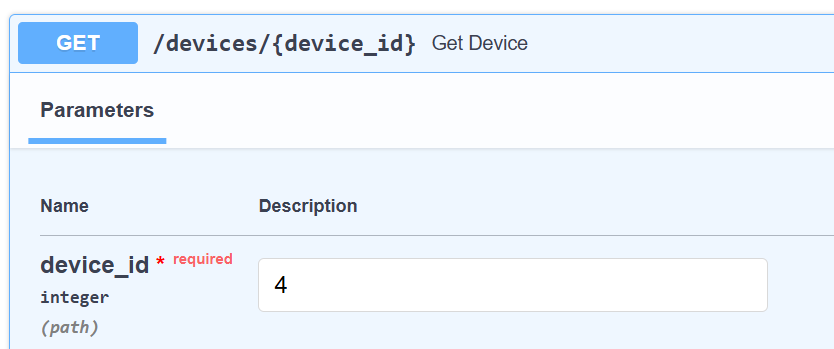 GET /devices/{device_id} Get Device
Parameters
Name Description
device_id * required
4
integer
(path)